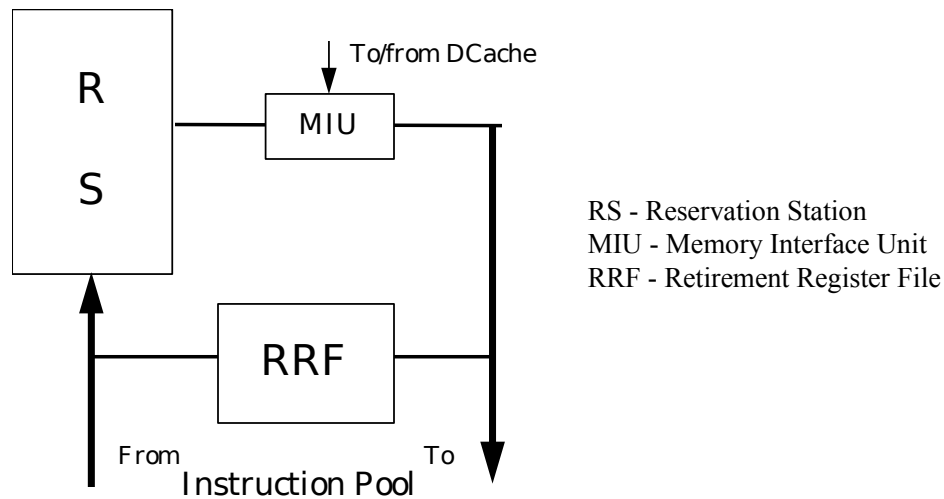 R
S
To/from DCache
MIU
RS - Reservation Station
MIU - Memory Interface Unit
RRF - Retirement Register File
RRF
From
To
Instruction Pool